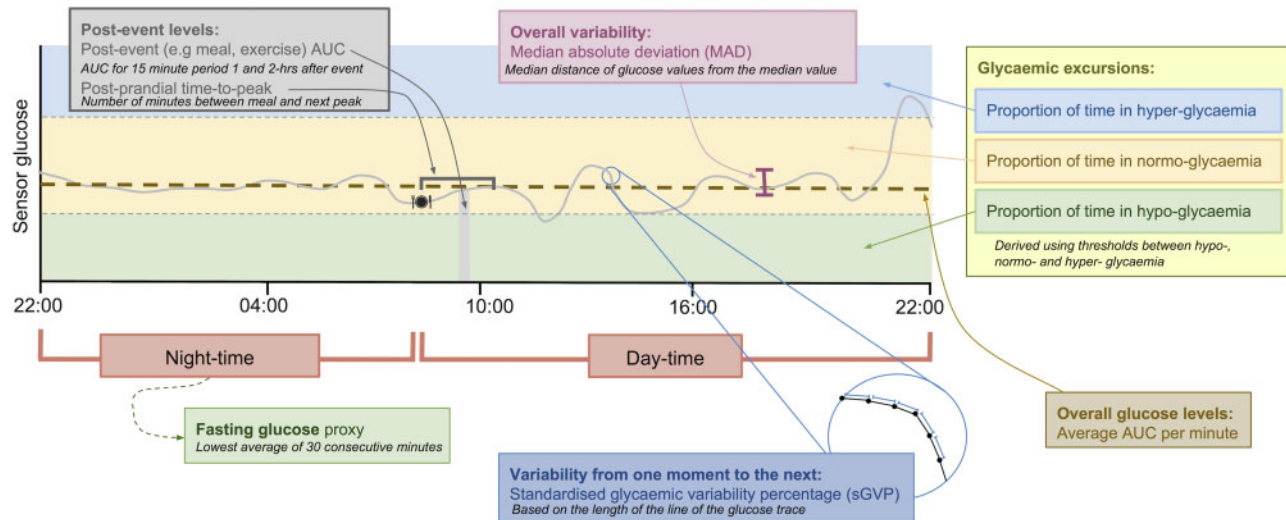 Post-event levels:
Post-event (e.g meal, exercise) AUC
AUC for 15 minute period 1 and 2-hrs after event
Post-prandial time-to-peak
Number of minutes between meal and next peak
Overall variability:
Median absolute deviation (MAD)
Median distance of glucose values from the median value
Glycaemic excursions:
Proportion of time in hyper-glycaemia
Proportion of time in normo-glycaemia
Proportion of time in hypo-glycaemia
Derived using thresholds between hypo-,
normo- and hyper- glycaemia
Sensor glucose
22:00
04:00
10:00
16:00
22:00
Night-time
Day-time
Fasting glucose proxy
Lowest average of 30 consecutive minutes
Overall glucose levels:
Average AUC per minute
Variability from one moment to the next:
Standardised glycaemic variability percentage (sGVP)
Based on the length of the line of the glucose trace